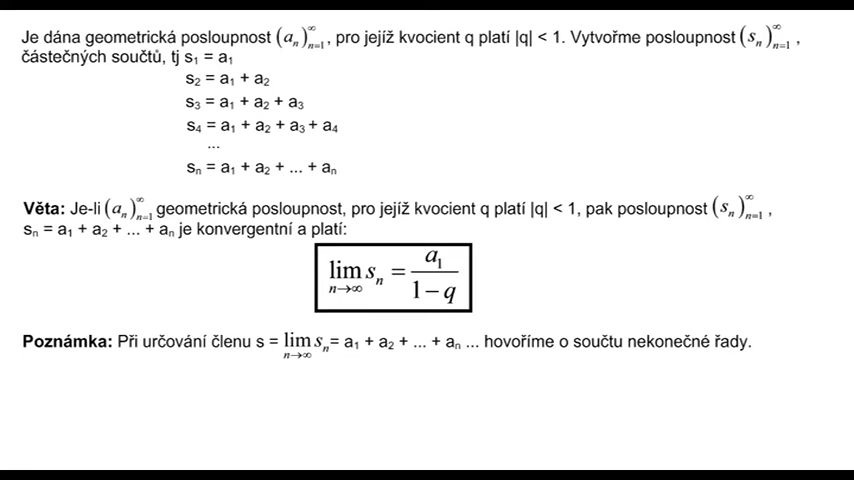 Je dána geometrická posloupnost (aₙ)ₙ₌₁^∞, pro jejíž kvocient q platí |q| < 1. Vytvořme posloupnost (sₙ)ₙ₌₁^∞,
částečných součtů, tj s₁ = a₁
s₂ = a₁ + a₂
s₃ = a₁ + a₂ + a₃
s₄ = a₁ + a₂ + a₃ + a₄
...
sₙ = a₁ + a₂ + ... + aₙ
Věta: Je-li (aₙ)ₙ₌₁^∞ geometrická posloupnost, pro jejíž kvocient q platí |q| < 1, pak posloupnost (sₙ)ₙ₌₁^∞,
sₙ = a₁ + a₂ + ... + aₙ je konvergentní a platí:
lim n→∞ sₙ = a₁ / (1 − q)
Poznámka: Při určování členu s = lim n→∞ sₙ= a₁ + a₂ + ... + aₙ ... hovoříme o součtu nekonečné řady.